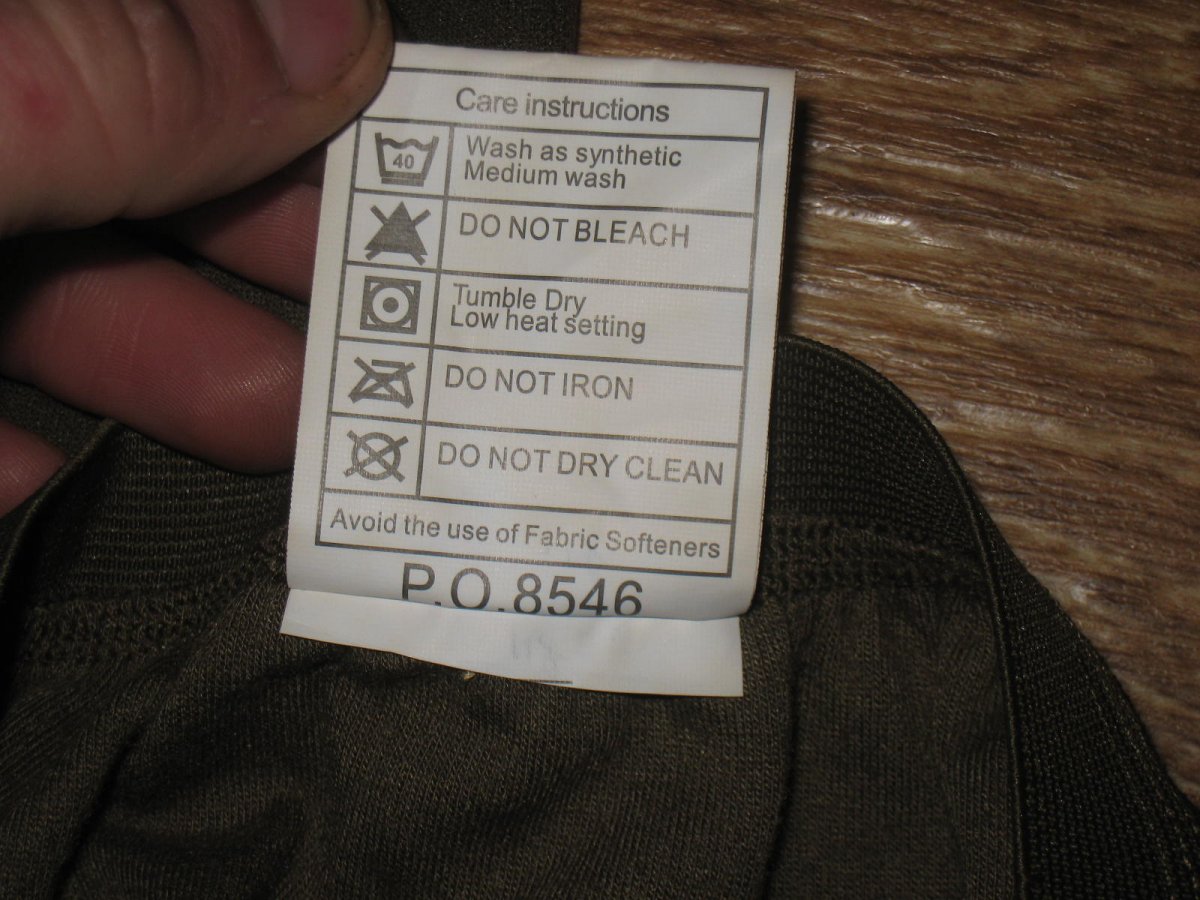 Care instructions
40
Wash as synthetic
Medium wash
DO NOT BLEACH
Tumble Dry
Low heat setting
DO NOT IRON
DO NOT DRY CLEAN
Avoid the use of Fabric Softeners
P.O.8546